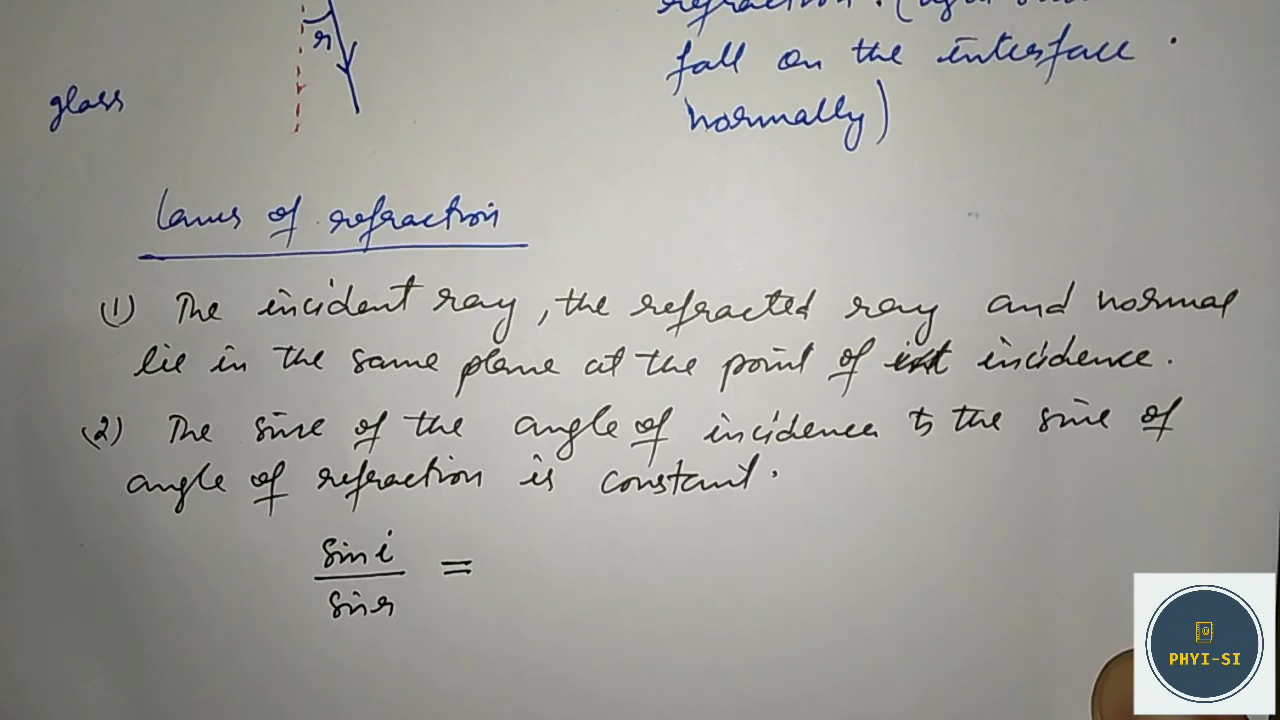 r
refraction. (light
fall on the interface
glass
normally)
Laws of refraction
(1) The incident ray, the refracted ray and normal
lie in the same plane at the point of incidence.
(2) The sine of the angle of incidence to the sine of
angle of refraction is constant.
sin i
=
sin r
PHYI-SI